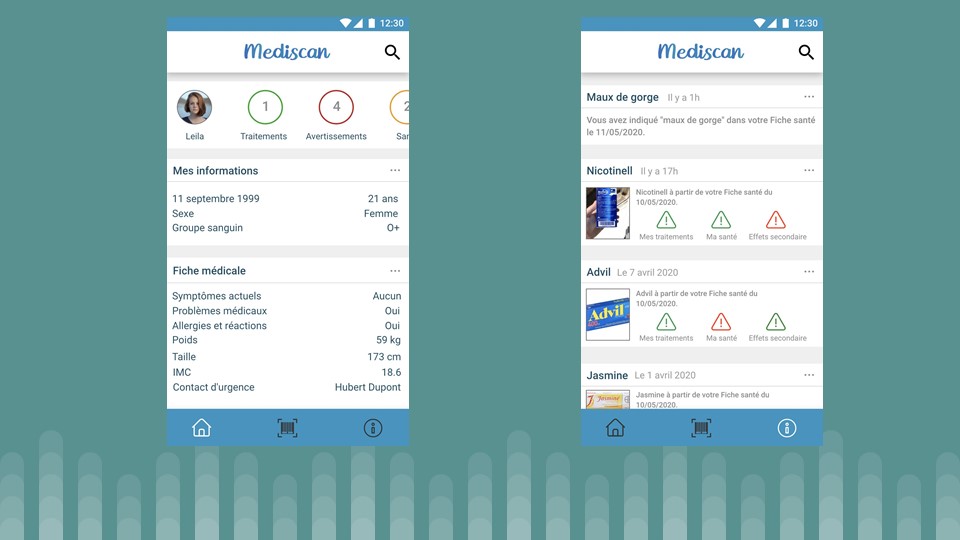 12:30
Mediscan
1
4
2
Leila
Traitements
Avertissements
San
Mes informations
11 septembre 1999 21 ans
Sexe Femme
Groupe sanguin O+
Fiche médicale
Symptômes actuels Aucun
Problèmes médicaux Oui
Allergies et réactions Oui
Poids 59 kg
Taille 173 cm
IMC 18.6
Contact d'urgence Hubert Dupont
12:30
Mediscan
Maux de gorge Il y a 1h
Vous avez indiqué "maux de gorge" dans votre Fiche santé
le 11/05/2020.
Nicotinell Il y a 17h
Nicotinell à partir de votre Fiche santé du
10/05/2020.
Mes traitements Ma santé Effets secondaire
Advil Le 7 avril 2020
Advil
Advil à partir de votre Fiche santé du
10/05/2020.
Mes traitements Ma santé Effets secondaire
Jasmine Le 1 avril 2020
Jasmine
Jasmine à partir de votre Fiche santé du
10/05/2020.